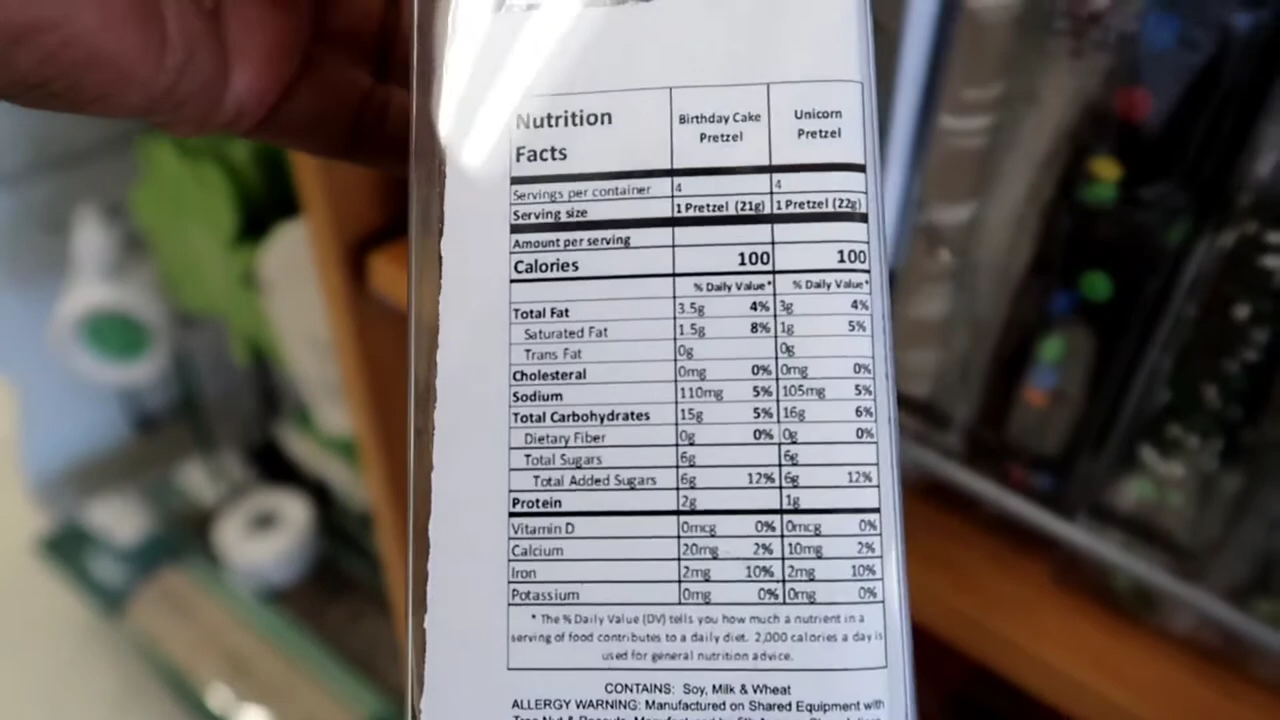 Nutrition Facts Birthday Cake Pretzel Unicorn Pretzel
Servings per container 4 4
Serving size 1 Pretzel (21g) 1 Pretzel (22g)
Amount per serving
Calories 100 100
% Daily Value* % Daily Value*
Total Fat 3.5g 4% 3g 4%
Saturated Fat 1.5g 8% 1g 5%
Trans Fat 0g 0g
Cholesteral 0mg 0% 0mg 0%
Sodium 110mg 5% 105mg 5%
Total Carbohydrates 15g 5% 16g 6%
Dietary Fiber 0g 0% 0g 0%
Total Sugars 6g 6g
Total Added Sugars 6g 12% 6g 12%
Protein 2g 1g
Vitamin D 0mcg 0% 0mcg 0%
Calcium 20mg 2% 10mg 2%
Iron 2mg 10% 2mg 10%
Potassium 0mg 0% 0mg 0%
* The % Daily Value (DV) tells you how much a nutrient in a
serving of food contributes to a daily diet. 2,000 calories a day is
used for general nutrition advice.
CONTAINS: Soy, Milk & Wheat
ALLERGY WARNING: Manufactured on Shared Equipment with